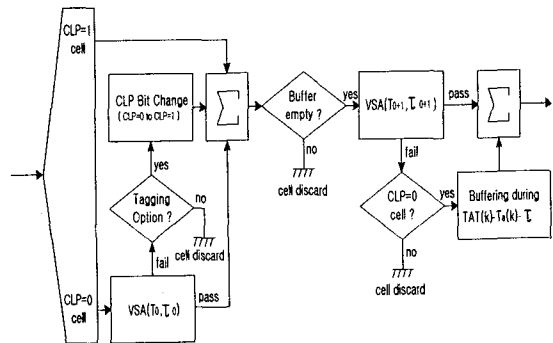 CLP=1
cell
CLP Bit Change
(CLP=0 to CLP=1)
Σ
Buffer
empty ?
yes
VSA(T0+1, τ0+1)
pass
Σ
no
cell discard
fail
yes
Tagging
Option ?
no
cell discard
CLP=0
cell ?
yes
Buffering during
TAT(k)-Ta(k)-τ
fail
no
cell discard
CLP=0
cell
VSA(T0, τ0)
pass